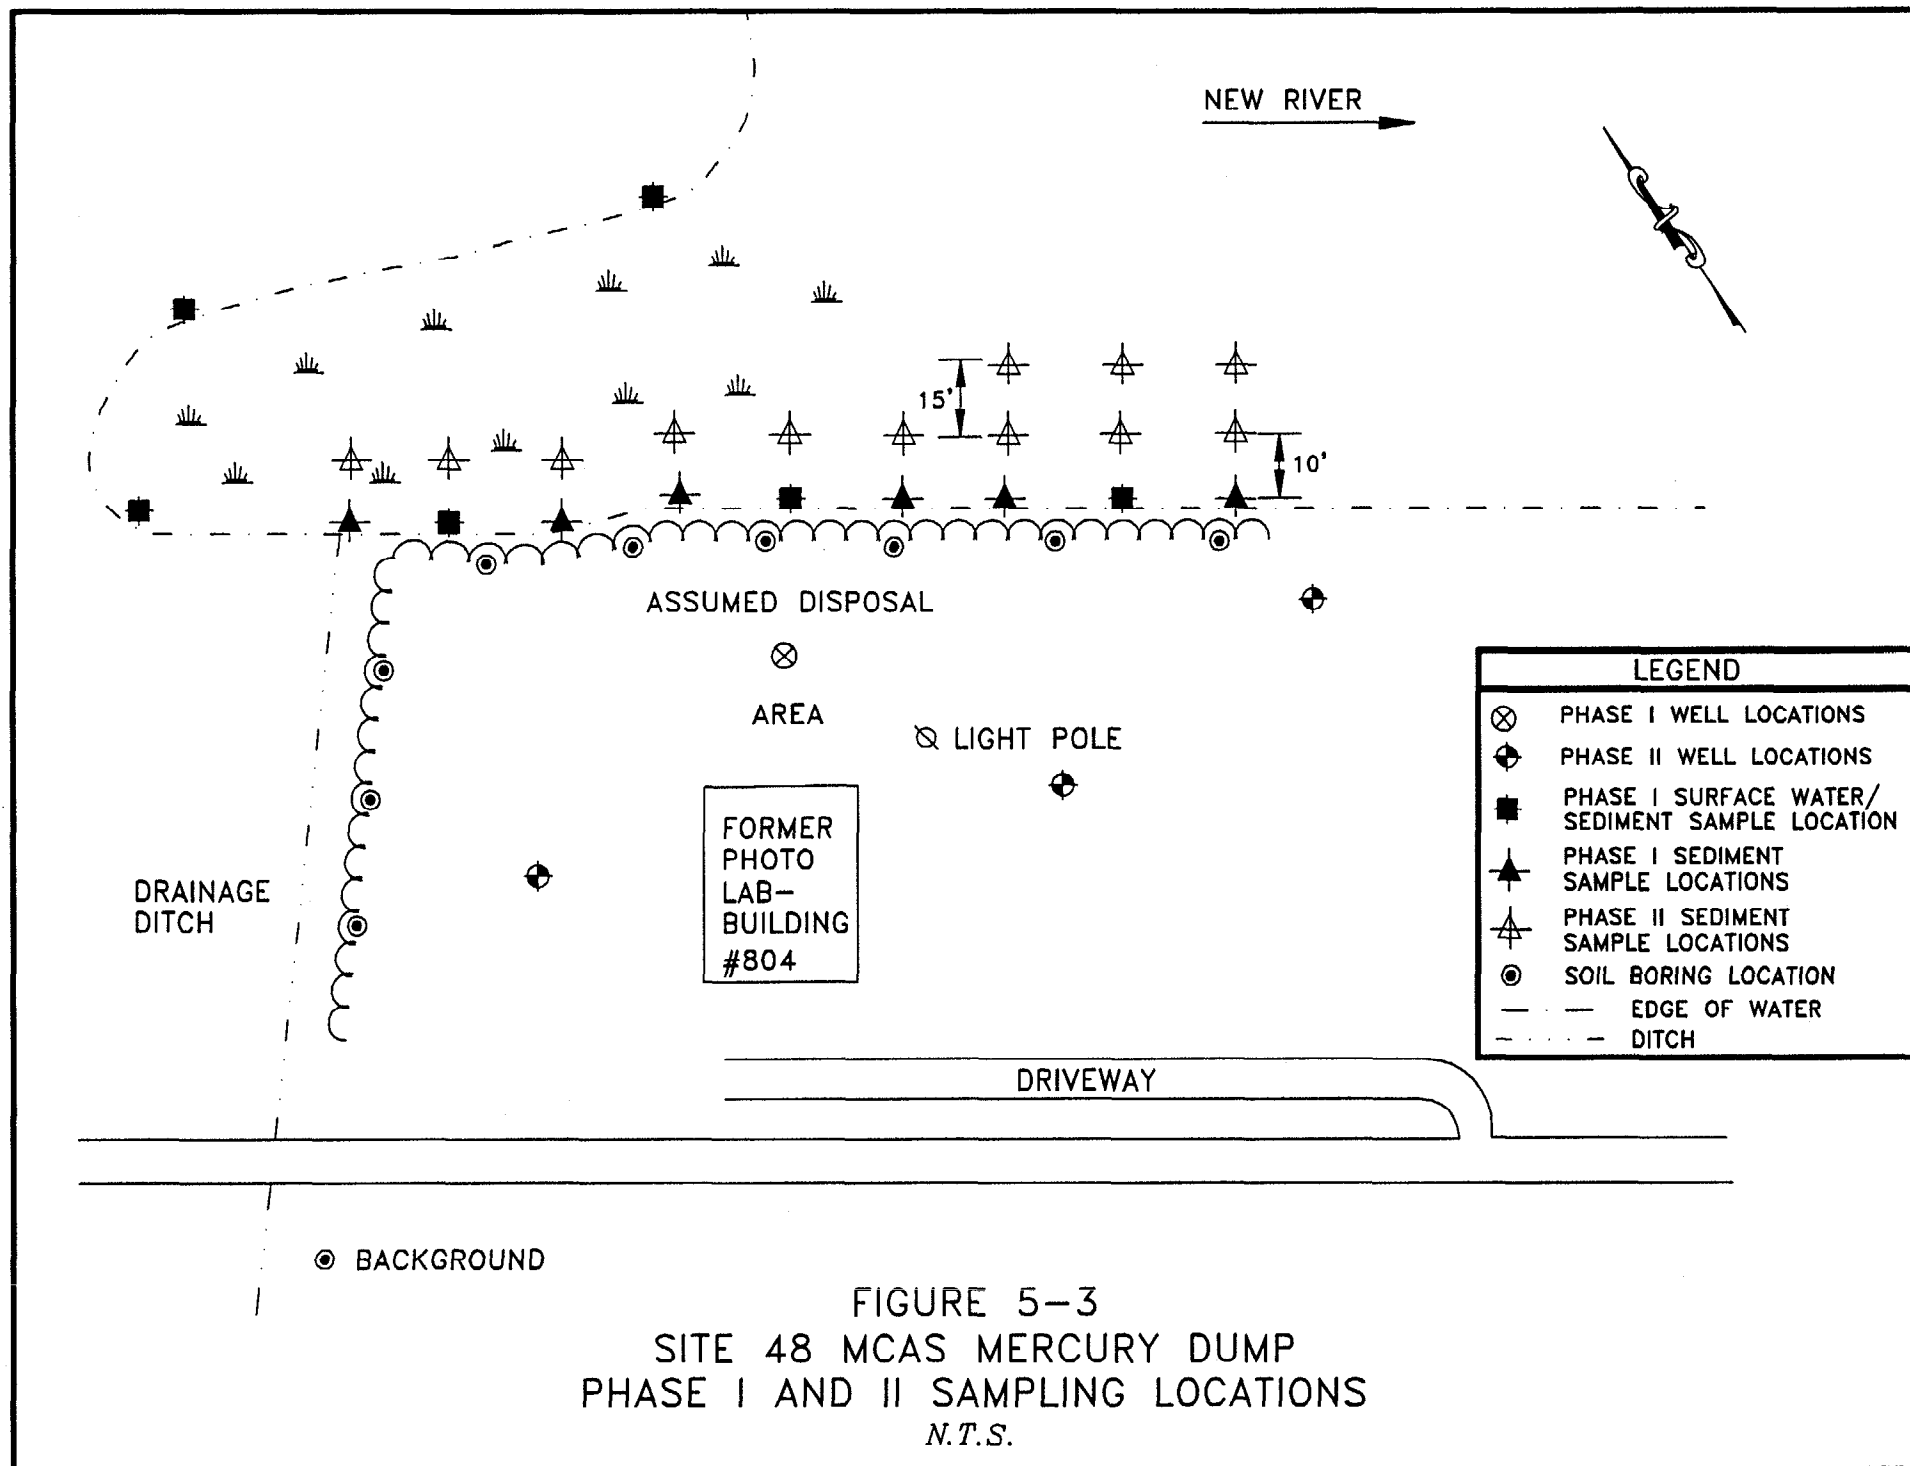 NEW RIVER
15'
10'
ASSUMED DISPOSAL
AREA
LIGHT POLE
FORMER
PHOTO
LAB-
BUILDING
#804
DRAINAGE
DITCH
LEGEND
PHASE I WELL LOCATIONS
PHASE II WELL LOCATIONS
PHASE I SURFACE WATER/
SEDIMENT SAMPLE LOCATION
PHASE I SEDIMENT
SAMPLE LOCATIONS
PHASE II SEDIMENT
SAMPLE LOCATIONS
SOIL BORING LOCATION
EDGE OF WATER
DITCH
DRIVEWAY
BACKGROUND
FIGURE 5-3
SITE 48 MCAS MERCURY DUMP
PHASE I AND II SAMPLING LOCATIONS
N.T.S.